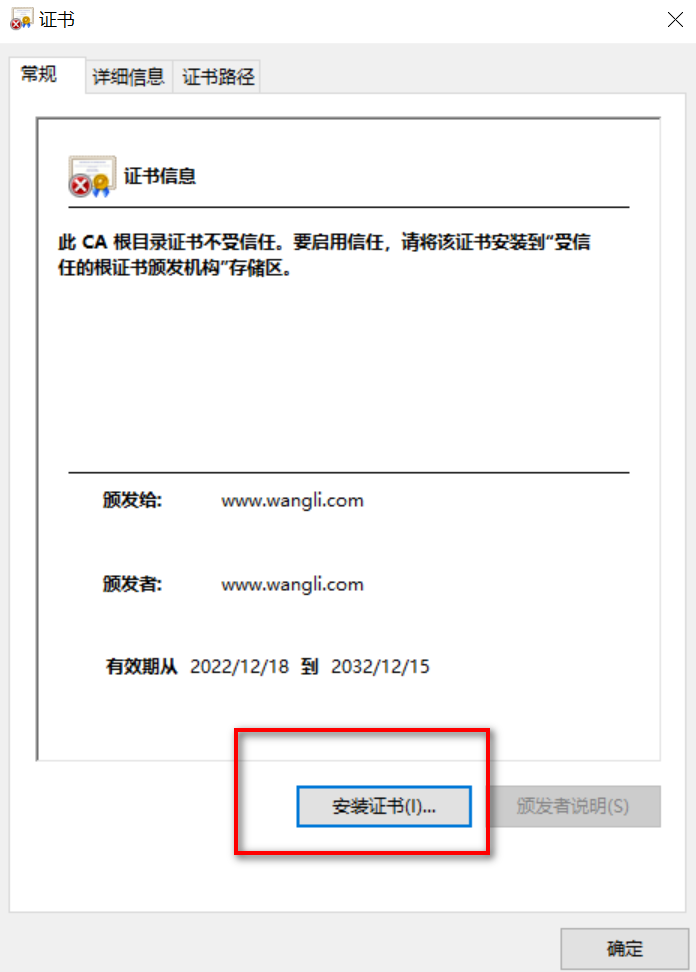 证书
常规 详细信息 证书路径
证书信息
此 CA 根目录证书不受信任。要启用信任，请将该证书安装到“受信
任的根证书颁发机构”存储区。
颁发给: www.wangli.com
颁发者: www.wangli.com
有效期从 2022/12/18 到 2032/12/15
安装证书(I)... 颁发者说明(S)
确定